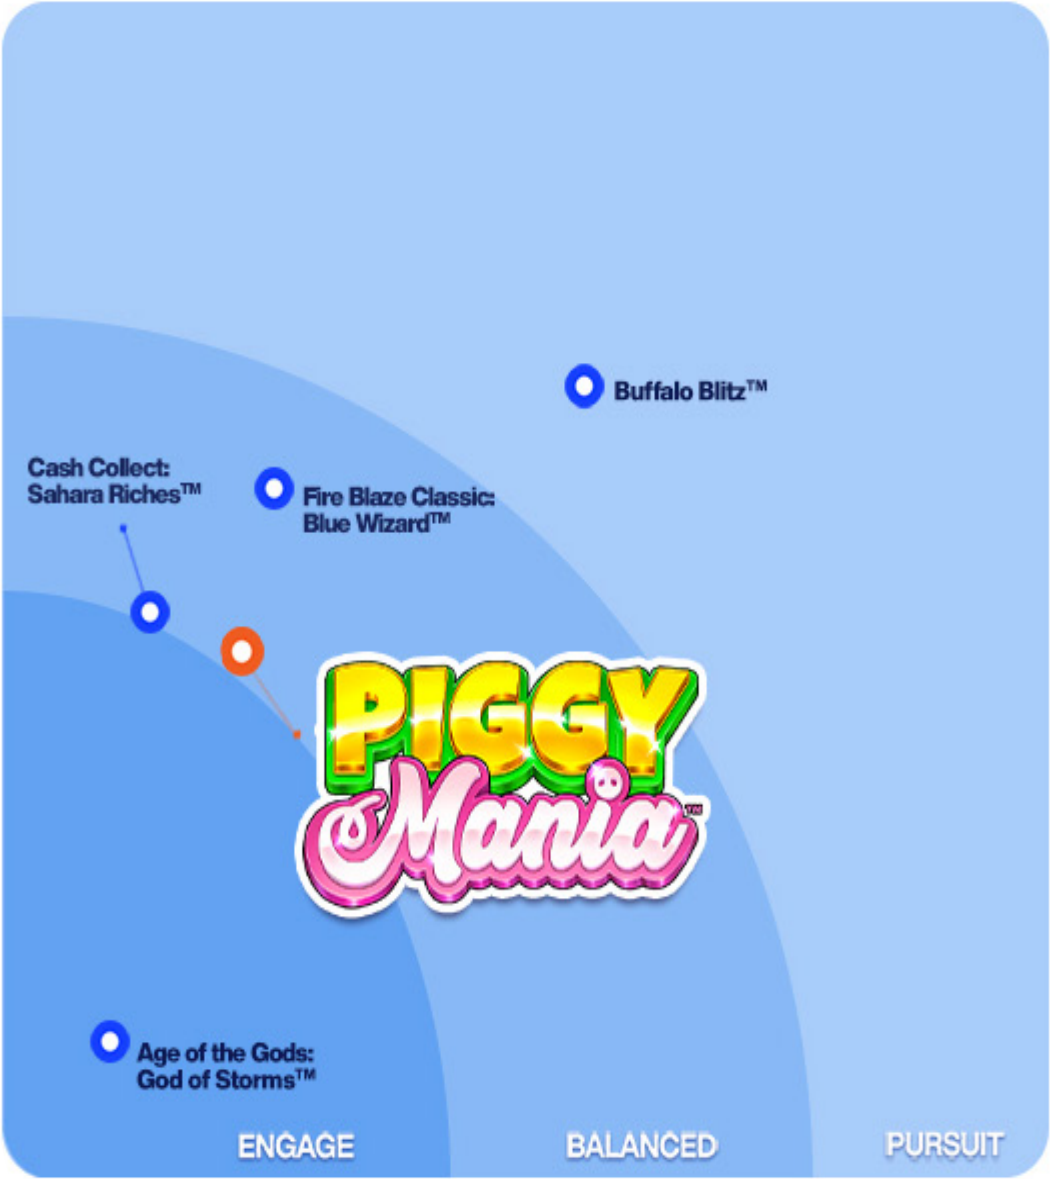 Buffalo Blitz™
Cash Collect:
Sahara Riches™
Fire Blaze Classic:
Blue Wizard™
PIGGY
Mania™
Age of the Gods:
God of Storms™
ENGAGE
BALANCED
PURSUIT